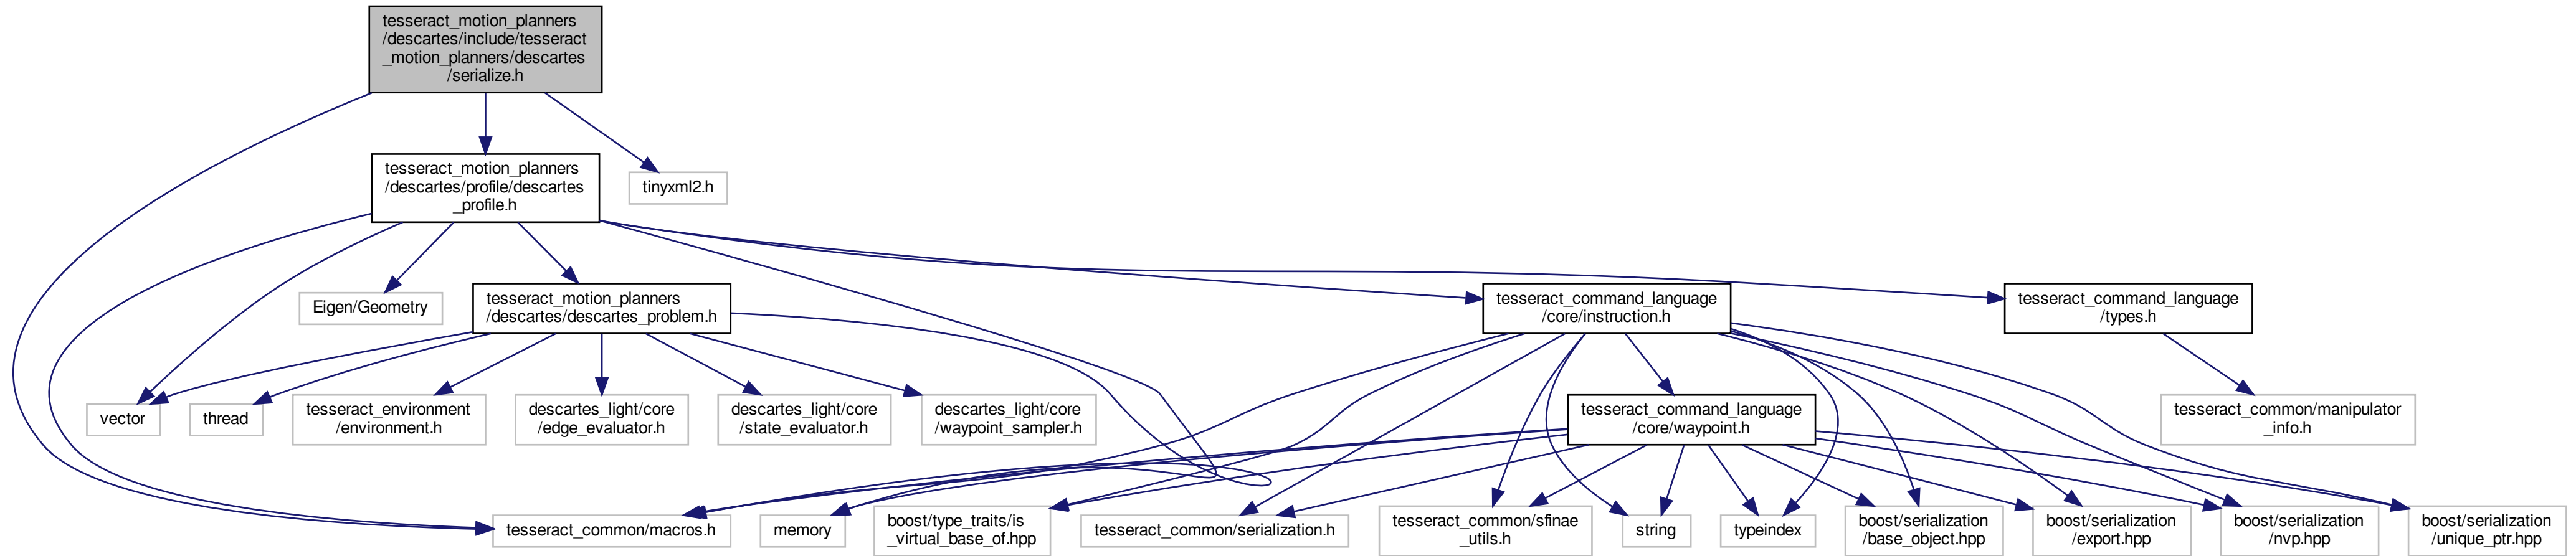 tesseract_motion_planners
/descartes/include/tesseract
_motion_planners/descartes
/serialize.h
tesseract_motion_planners
/descartes/profile/descartes
_profile.h
tinyxml2.h
Eigen/Geometry
tesseract_motion_planners
/descartes/descartes_problem.h
tesseract_command_language
/core/instruction.h
tesseract_command_language
/types.h
vector
thread
tesseract_environment
/environment.h
descartes_light/core
/edge_evaluator.h
descartes_light/core
/state_evaluator.h
descartes_light/core
/waypoint_sampler.h
tesseract_command_language
/core/waypoint.h
tesseract_common/manipulator
_info.h
tesseract_common/macros.h
memory
boost/type_traits/is
_virtual_base_of.hpp
tesseract_common/serialization.h
tesseract_common/sfinae
_utils.h
string
typeindex
boost/serialization
/base_object.hpp
boost/serialization
/export.hpp
boost/serialization
/nvp.hpp
boost/serialization
/unique_ptr.hpp